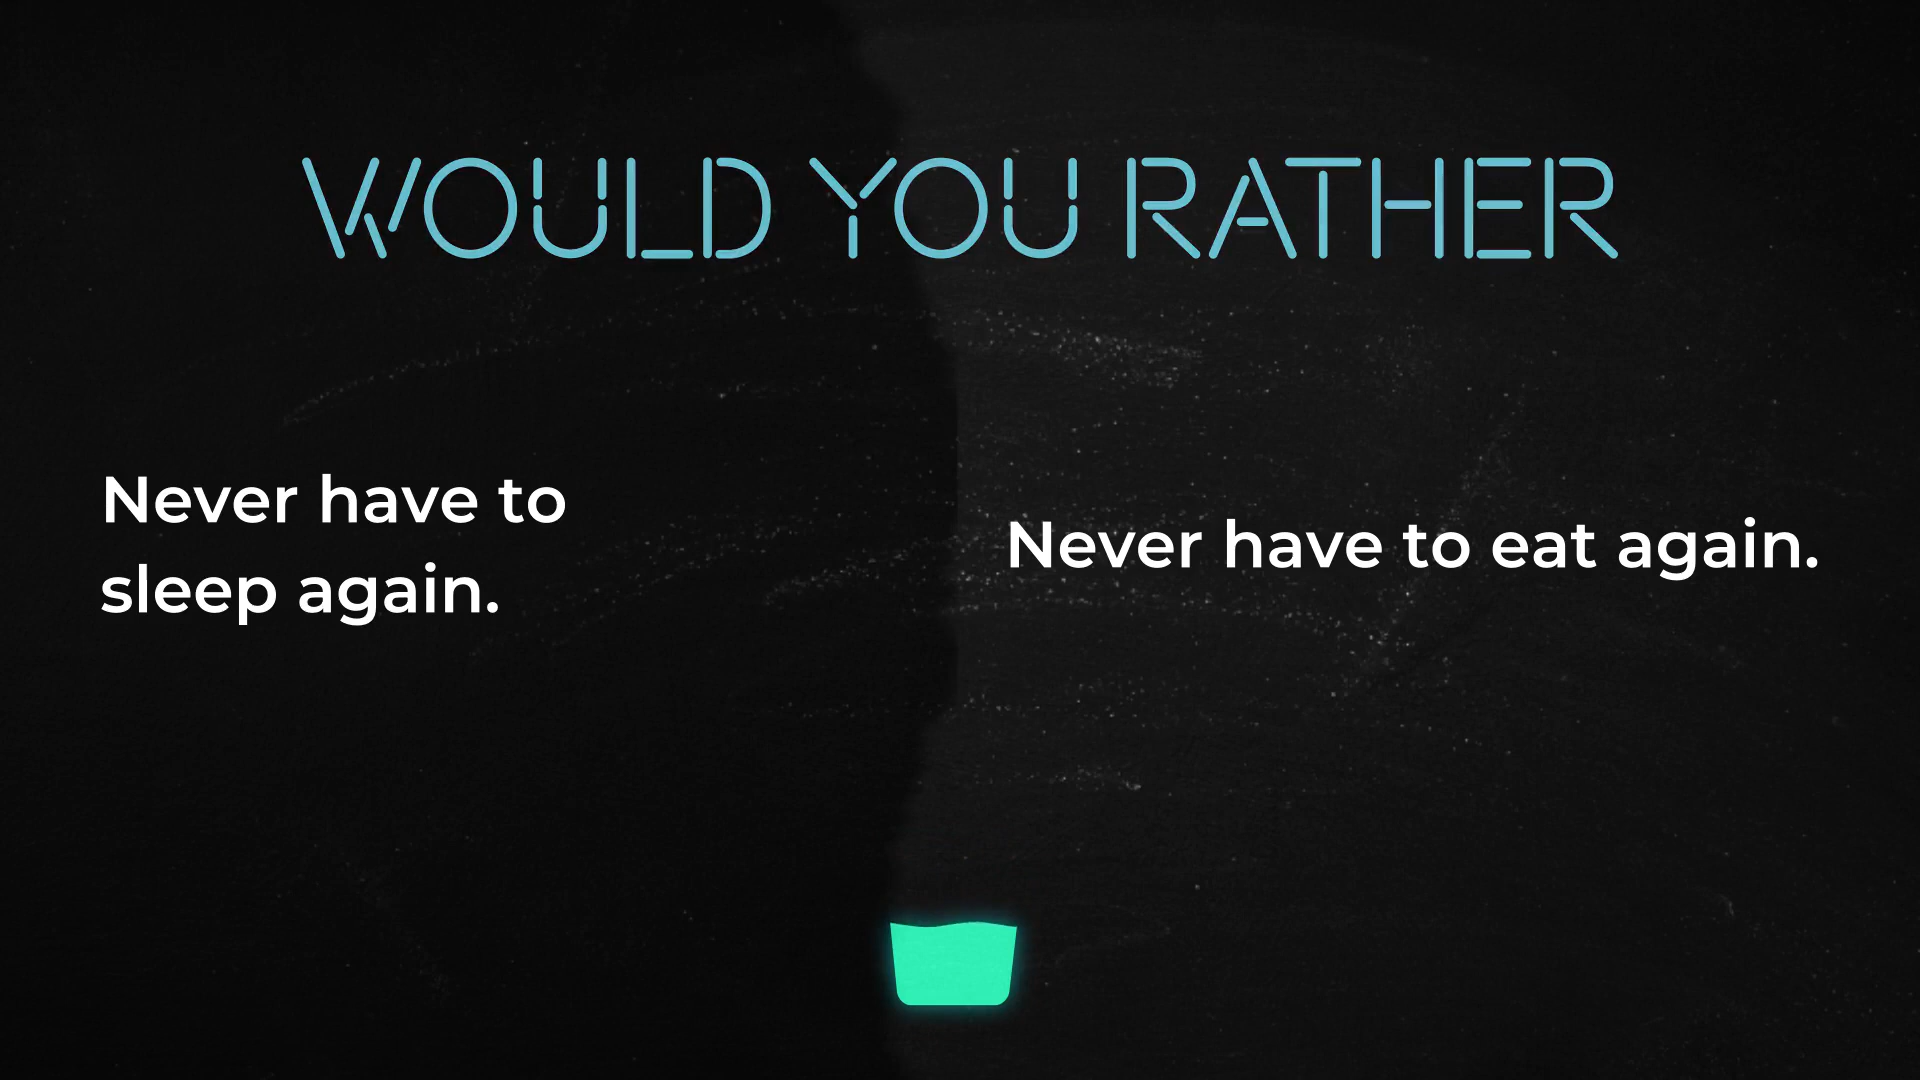 WOULD YOU RATHER
Never have to
sleep again.
Never have to eat again.